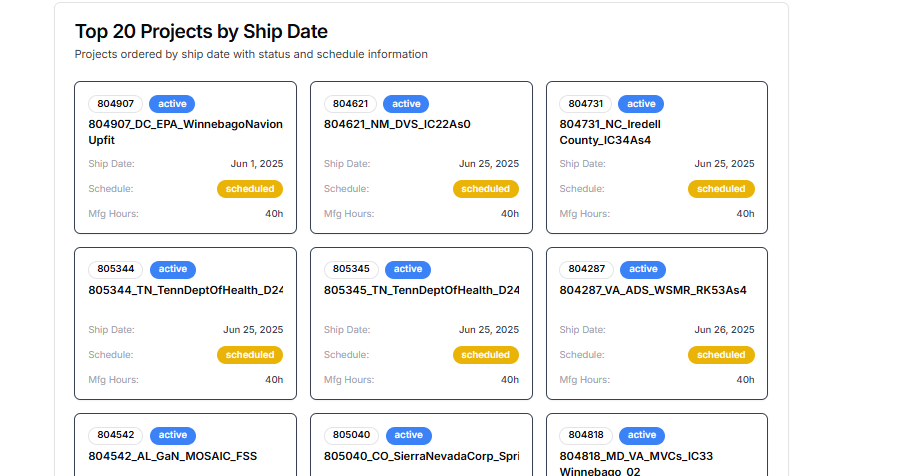 Top 20 Projects by Ship Date
Projects ordered by ship date with status and schedule information
804907 active
804907_DC_EPA_WinnebagoNavion
Upfit
Ship Date: Jun 1, 2025
Schedule: scheduled
Mfg Hours: 40h
804621 active
804621_NM_DVS_IC22As0
Ship Date: Jun 25, 2025
Schedule: scheduled
Mfg Hours: 40h
804731 active
804731_NC_Iredell
County_IC34As4
Ship Date: Jun 25, 2025
Schedule: scheduled
Mfg Hours: 40h
805344 active
805344_TN_TennDeptOfHealth_D24
Ship Date: Jun 25, 2025
Schedule: scheduled
Mfg Hours: 40h
805345 active
805345_TN_TennDeptOfHealth_D24
Ship Date: Jun 25, 2025
Schedule: scheduled
Mfg Hours: 40h
804287 active
804287_VA_ADS_WSMR_RK53As4
Ship Date: Jun 26, 2025
Schedule: scheduled
Mfg Hours: 40h
804542 active
804542_AL_GaN_MOSAIC_FSS
805040 active
805040_CO_SierraNevadaCorp_Spri
804818 active
804818_MD_VA_MVCs_IC33
Winnebago_02